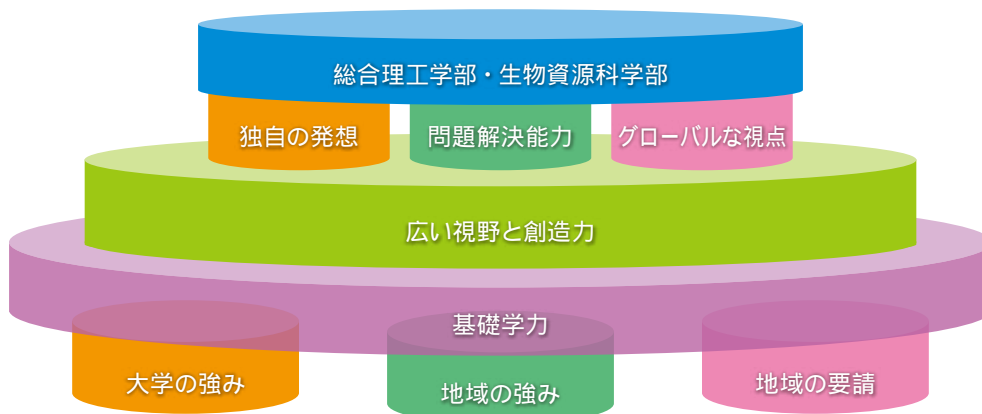 総合理工学部・生物資源科学部
独自の発想
問題解決能力
グローバルな視点
広い視野と創造力
基礎学力
大学の強み
地域の強み
地域の要請